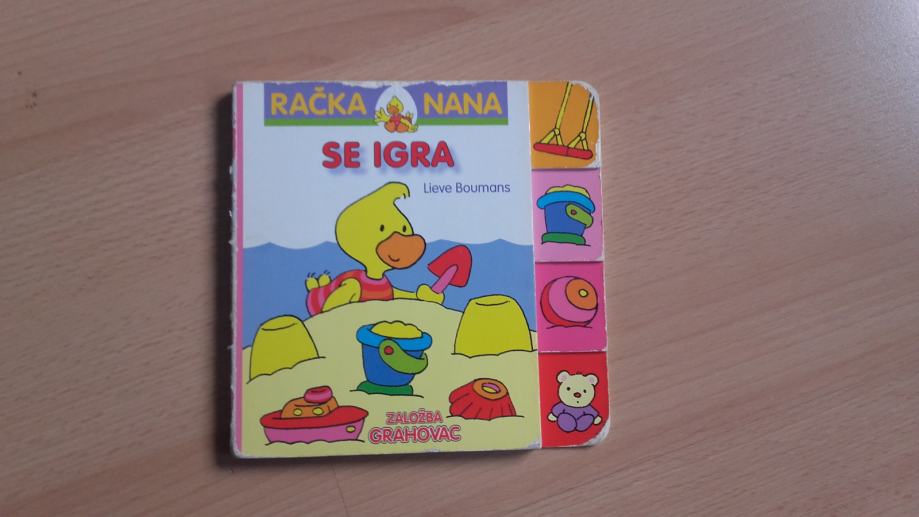 RAČKA NANA
SE IGRA
Lieve Boumans
ZALOŽBA
GRAHOVAC